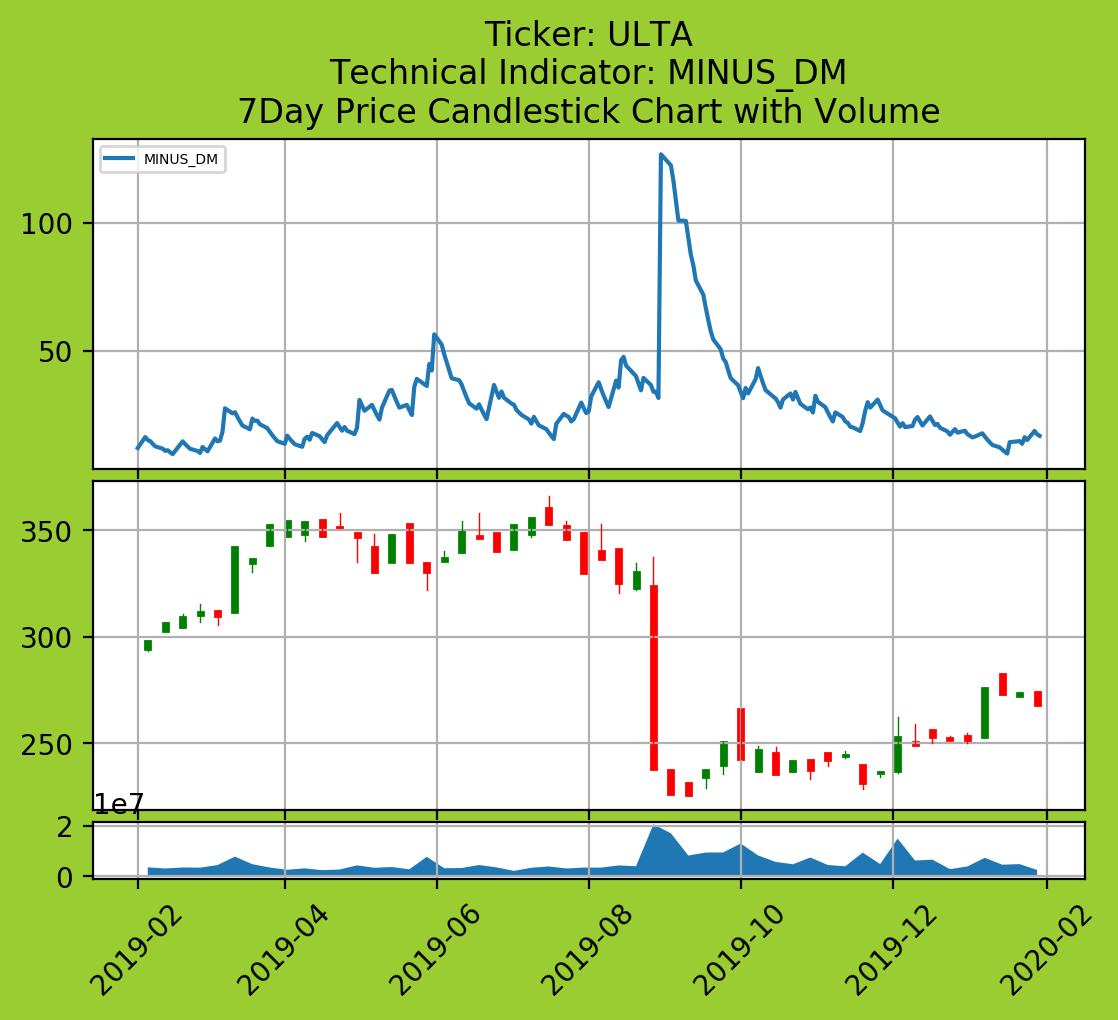 Ticker: ULTA
Technical Indicator: MINUS_DM
7Day Price Candlestick Chart with Volume
MINUS_DM
100
50
350
300
250
1e7
2
0
2019-02
2019-04
2019-06
2019-08
2019-10
2019-12
2020-02